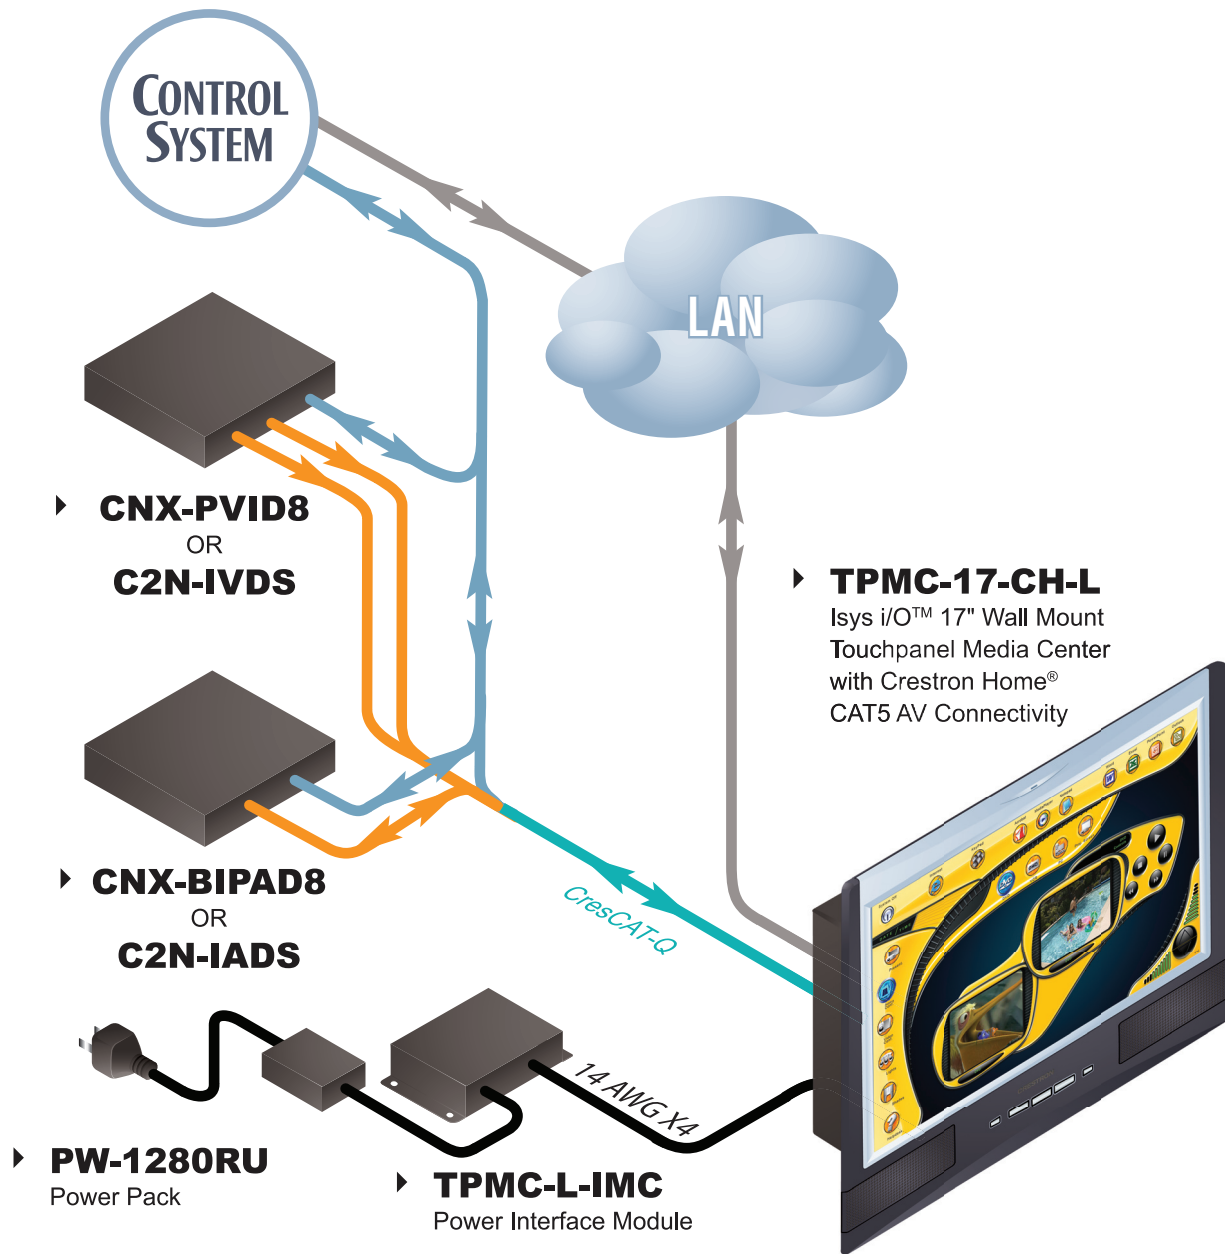 CONTROL
SYSTEM
LAN
CNX-PVID8
OR
C2N-IVDS
TPMC-17-CH-L
Isys i/O™ 17" Wall Mount
Touchpanel Media Center
with Crestron Home®
CAT5 AV Connectivity
CNX-BIPAD8
OR
C2N-IADS
CresCAT-Q
14 AWG X4
PW-1280RU
Power Pack
TPMC-L-IMC
Power Interface Module